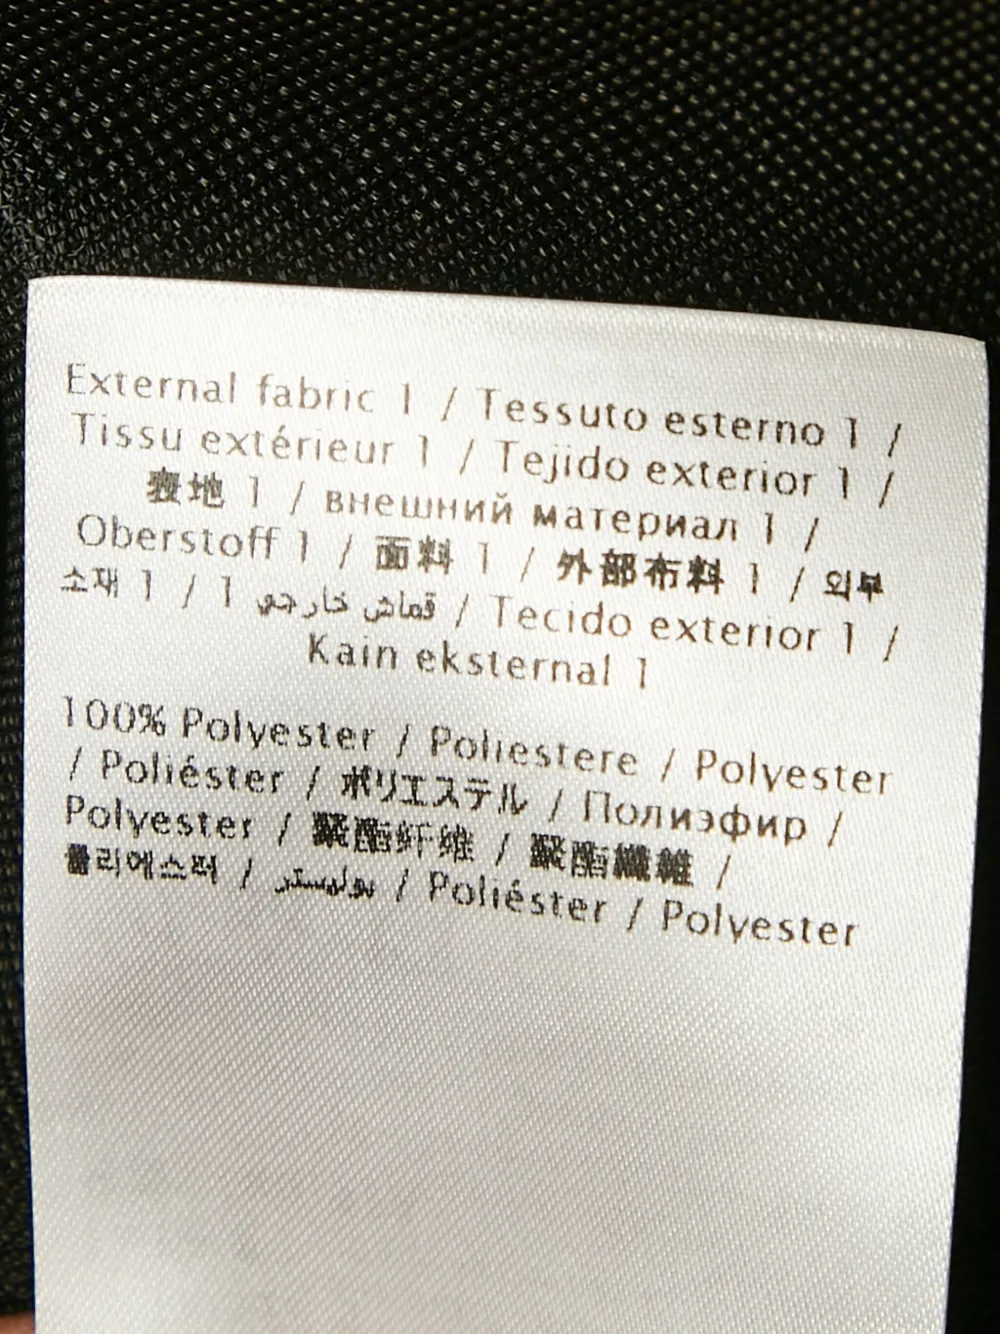 External fabric 1 / Tessuto esterno 1 /
Tissu extérieur 1 / Tejido exterior 1 /
表地 1 / внешний материал 1 /
Oberstoff 1 / 面料 1 / 外部布料 1 / 외부
소재 1 / 1 قماش خارجو / Tecido exterior 1 /
Kain eksternal 1
100% Polyester / Poliestere / Polyester
/ Poliéster / ポリエステル / Полиэфир /
Polyester / 聚酯纤维 / 聚酯纖維 /
폴리에스터 / بوليستر / Poliéster / Polyester